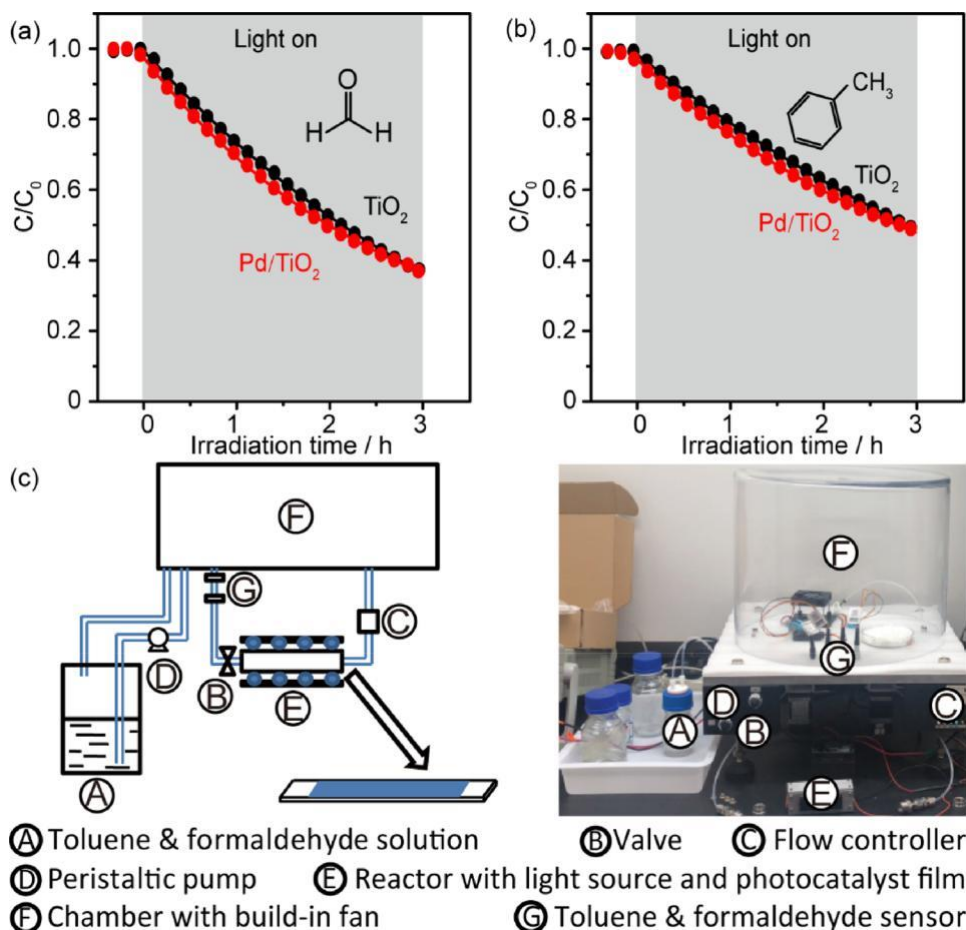 (a)
Light on
O
H
H
TiO2
Pd/TiO2
C/C0
1.0
0.8
0.6
0.4
0.2
0
0
1
2
3
Irradiation time / h
(b)
Light on
CH3
TiO2
Pd/TiO2
C/C0
1.0
0.8
0.6
0.4
0.2
0
0
1
2
3
Irradiation time / h
(c)
F
G
C
D
B
E
A
F
G
D
C
A
B
E
A Toluene & formaldehyde solution
B Valve
C Flow controller
D Peristaltic pump
E Reactor with light source and photocatalyst film
F Chamber with build-in fan
G Toluene & formaldehyde sensor